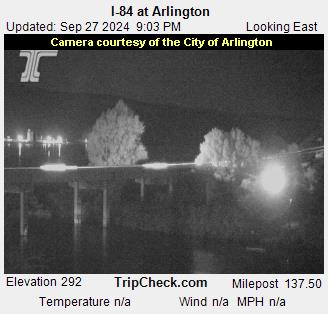 I-84 at Arlington
Updated: Sep 27 2024 9:03 PM Looking East
Camera courtesy of the City of Arlington
Elevation 292 TripCheck.com Milepost 137.50
Temperature n/a Wind n/a MPH n/a